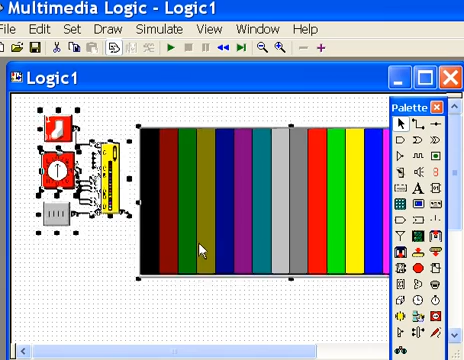 Multimedia Logic - Logic1
File Edit Set Draw Simulate View Window Help
Logic1
Palette
A